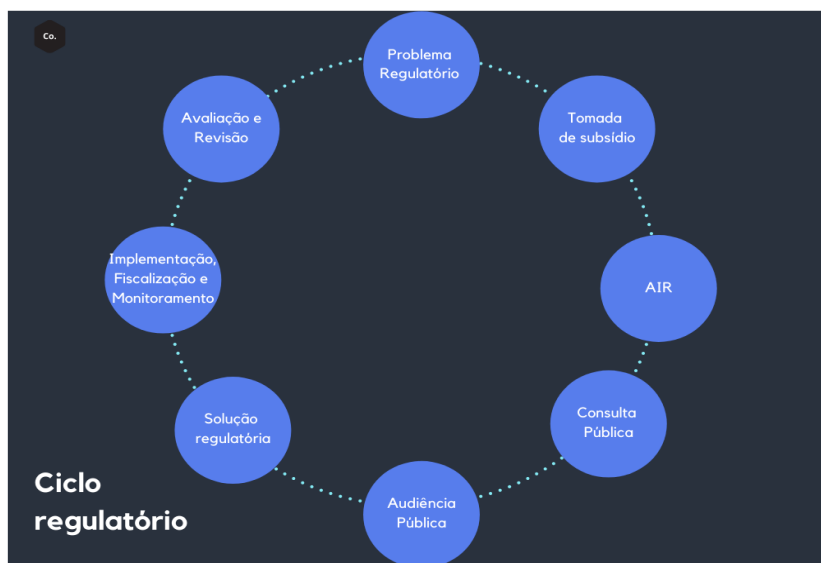 Co.
Problema
Regulatório
Tomada
de subsídio
AIR
Consulta
Pública
Audiência
Pública
Solução
regulatória
Implementação,
Fiscalização e
Monitoramento
Avaliação e
Revisão
Ciclo
regulatório